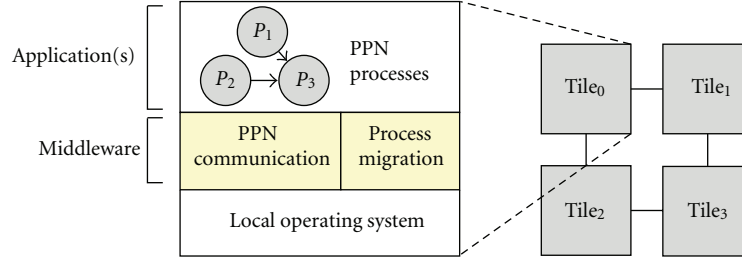 Application(s)
P1
P2
P3
PPN
processes
Middleware
PPN
communication
Process
migration
Local operating system
Tile0
Tile1
Tile2
Tile3